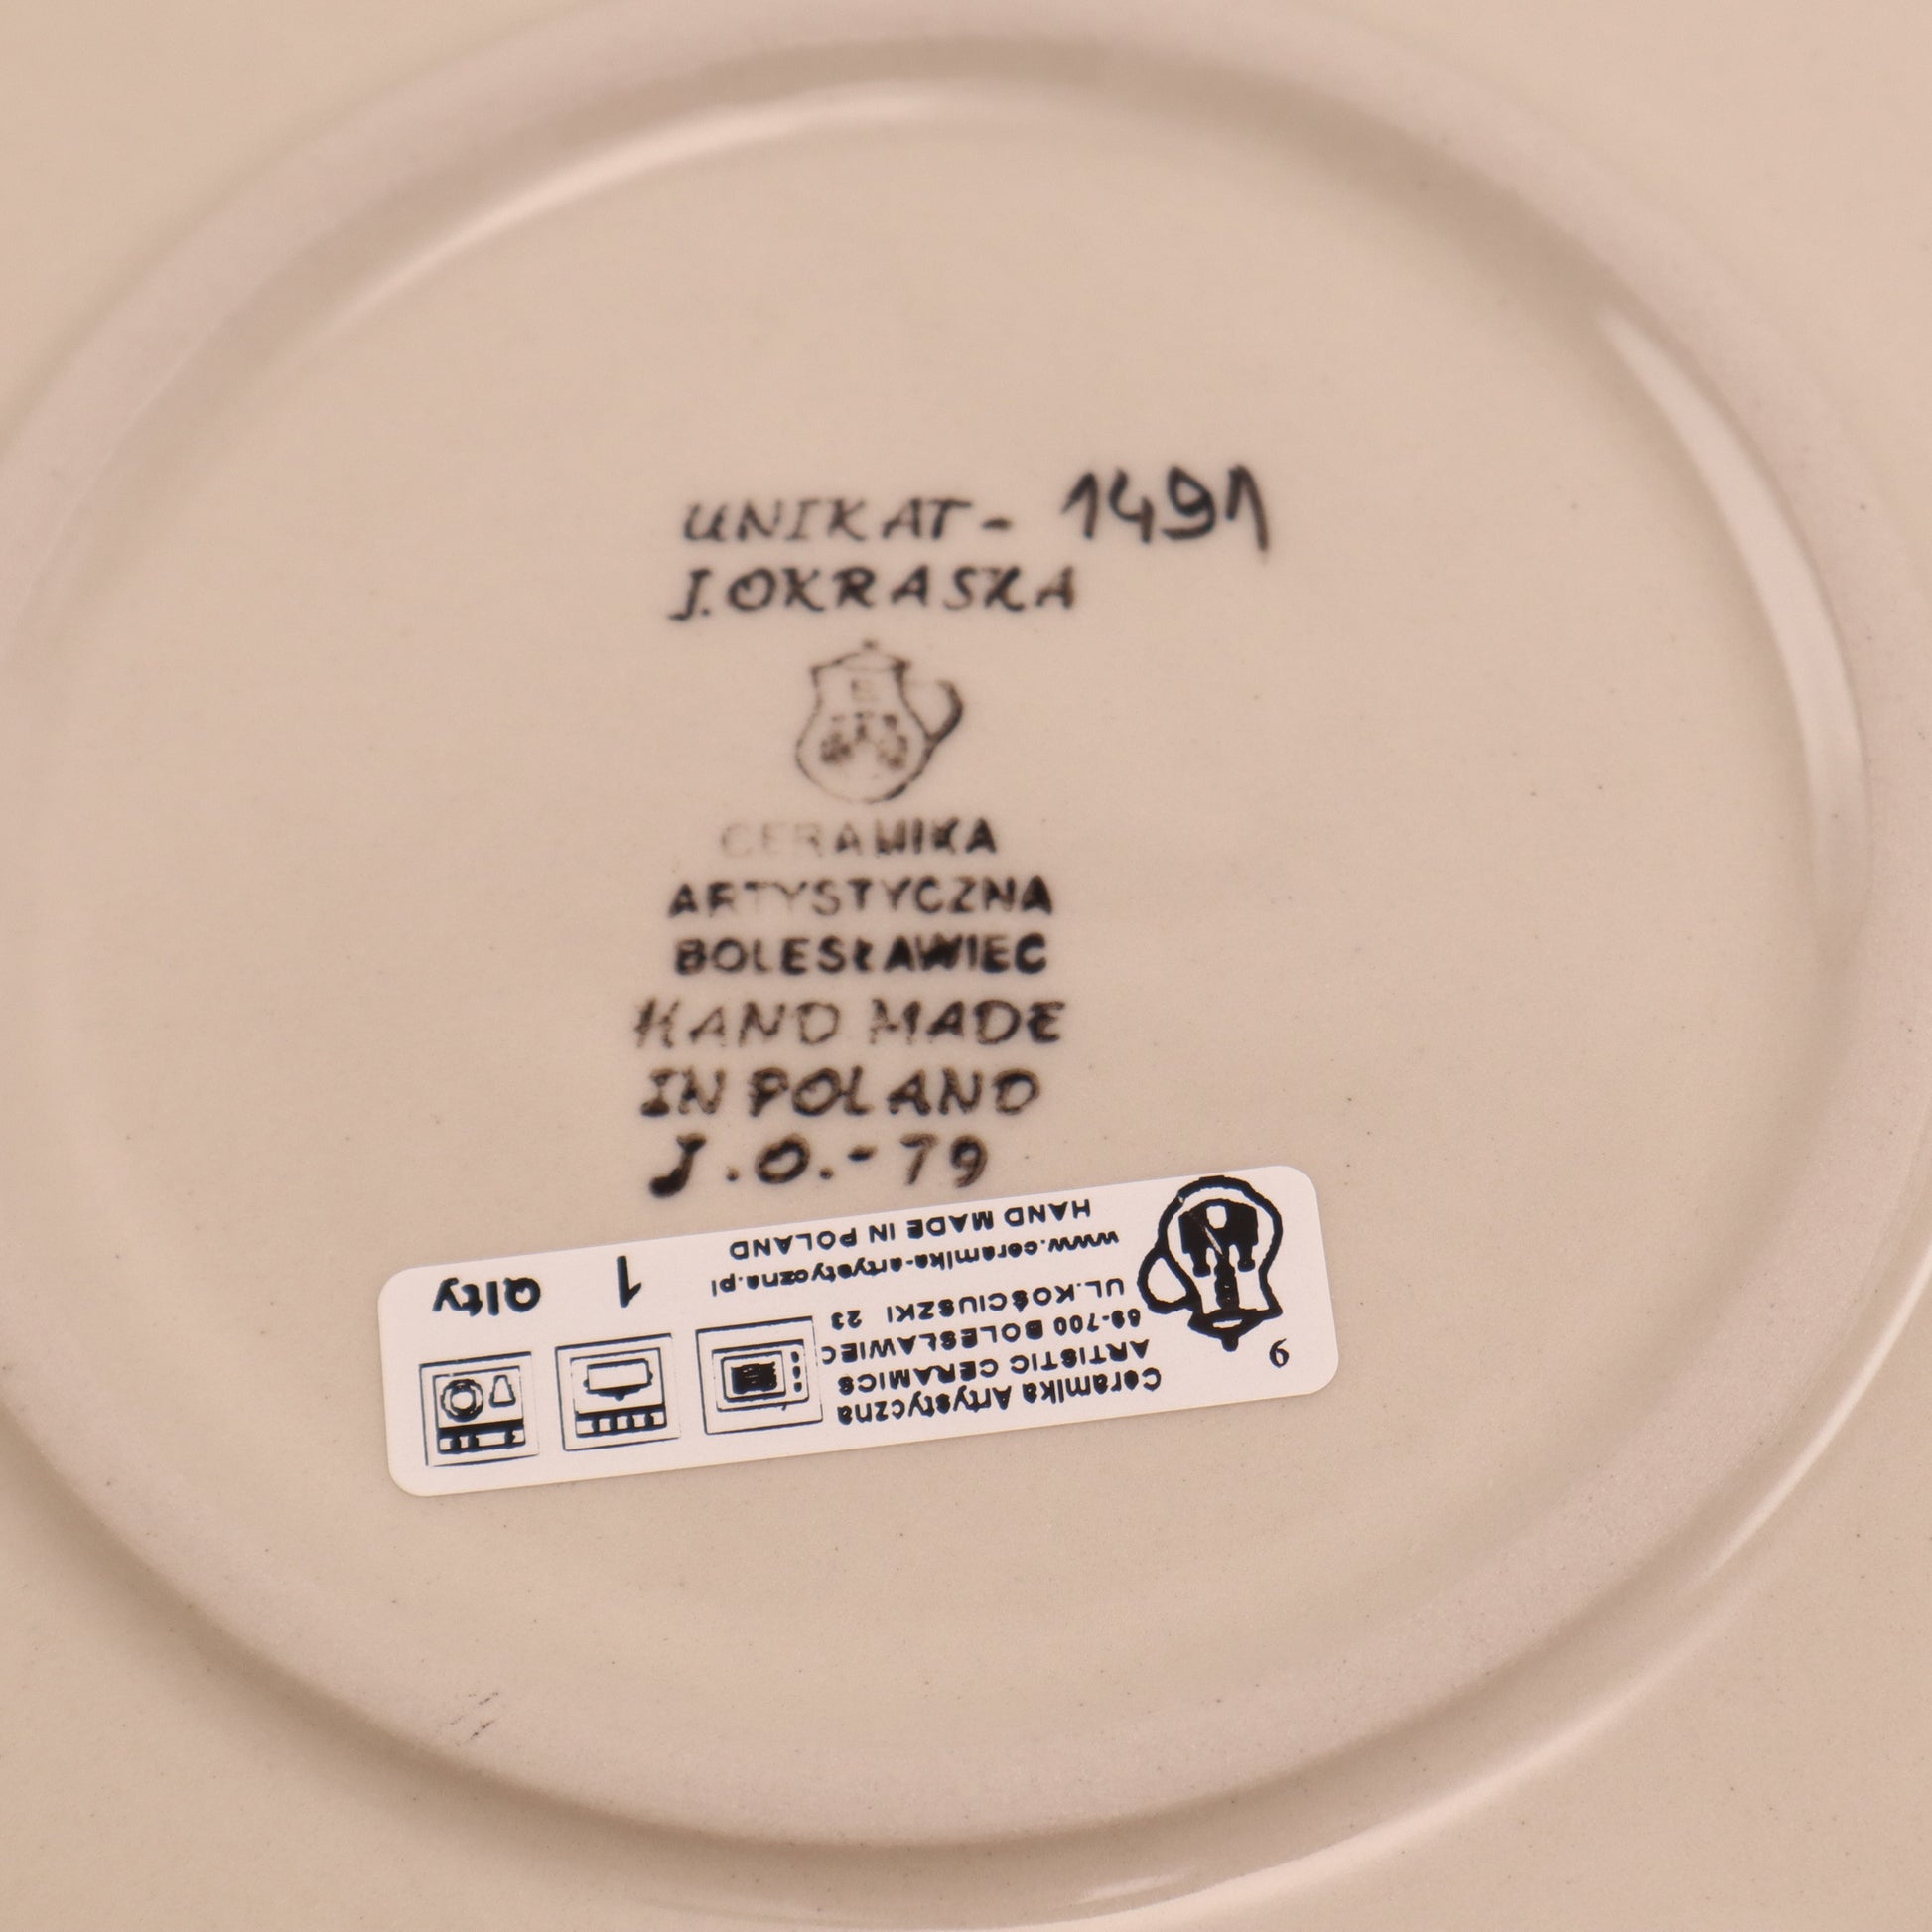 UNIKAT - 1491
J. OKRASKA
E
CERAMIKA
ARTYSTYCZNA
BOLESŁAWIEC
HAND MADE
IN POLAND
J.O.-79
6
Ceramika Artystyczna
ARTISTIC CERAMICS
59-700 BOLESŁAWIEC
UL.KOŚCIUSZKI 23
www.ceramika-artystyczna.pl
HAND MADE IN POLAND
1 Qlty